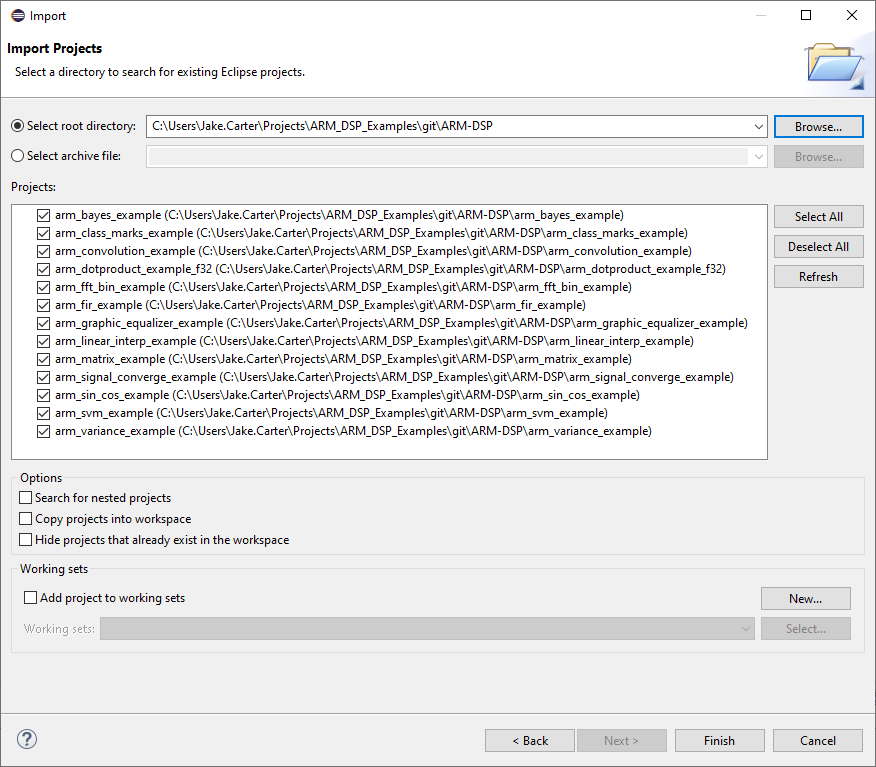 Import
Import Projects
Select a directory to search for existing Eclipse projects.
Select root directory: C:\Users\Jake.Carter\Projects\ARM_DSP_Examples\git\ARM-DSP Browse...
Select archive file: Browse...
Projects:
arm_bayes_example (C:\Users\Jake.Carter\Projects\ARM_DSP_Examples\git\ARM-DSP\arm_bayes_example)
arm_class_marks_example (C:\Users\Jake.Carter\Projects\ARM_DSP_Examples\git\ARM-DSP\arm_class_marks_example)
arm_convolution_example (C:\Users\Jake.Carter\Projects\ARM_DSP_Examples\git\ARM-DSP\arm_convolution_example)
arm_dotproduct_example_f32 (C:\Users\Jake.Carter\Projects\ARM_DSP_Examples\git\ARM-DSP\arm_dotproduct_example_f32)
arm_fft_bin_example (C:\Users\Jake.Carter\Projects\ARM_DSP_Examples\git\ARM-DSP\arm_fft_bin_example)
arm_fir_example (C:\Users\Jake.Carter\Projects\ARM_DSP_Examples\git\ARM-DSP\arm_fir_example)
arm_graphic_equalizer_example (C:\Users\Jake.Carter\Projects\ARM_DSP_Examples\git\ARM-DSP\arm_graphic_equalizer_example)
arm_linear_interp_example (C:\Users\Jake.Carter\Projects\ARM_DSP_Examples\git\ARM-DSP\arm_linear_interp_example)
arm_matrix_example (C:\Users\Jake.Carter\Projects\ARM_DSP_Examples\git\ARM-DSP\arm_matrix_example)
arm_signal_converge_example (C:\Users\Jake.Carter\Projects\ARM_DSP_Examples\git\ARM-DSP\arm_signal_converge_example)
arm_sin_cos_example (C:\Users\Jake.Carter\Projects\ARM_DSP_Examples\git\ARM-DSP\arm_sin_cos_example)
arm_svm_example (C:\Users\Jake.Carter\Projects\ARM_DSP_Examples\git\ARM-DSP\arm_svm_example)
arm_variance_example (C:\Users\Jake.Carter\Projects\ARM_DSP_Examples\git\ARM-DSP\arm_variance_example)
Select All
Deselect All
Refresh
Options
Search for nested projects
Copy projects into workspace
Hide projects that already exist in the workspace
Working sets
Add project to working sets New...
Working sets: Select...
? < Back Next > Finish Cancel